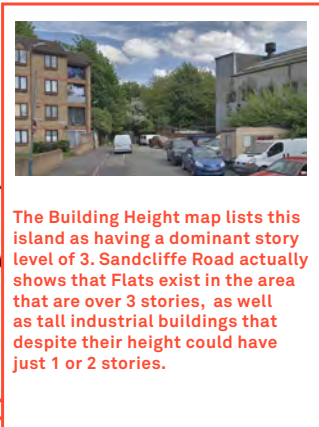 The Building Height map lists this
island as having a dominant story
level of 3. Sandcliffe Road actually
shows that Flats exist in the area
that are over 3 stories, as well
as tall industrial buildings that
despite their height could have
just 1 or 2 stories.